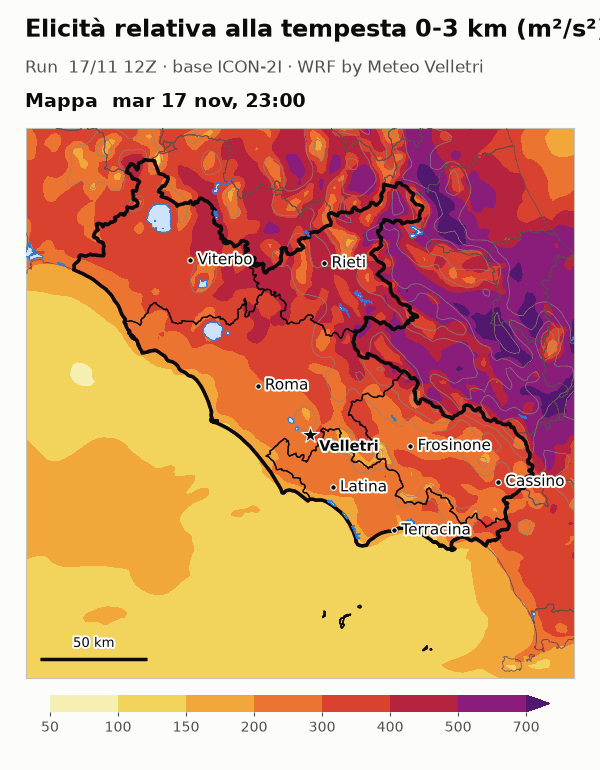 Elicità relativa alla tempesta 0-3 km (m²/s²)
Run  17/11 12Z · base ICON-2I · WRF by Meteo Velletri
Mappa  mar 17 nov, 23:00
Viterbo
Rieti
Roma
Velletri
Frosinone
Latina
Cassino
Terracina
50 km
50 100 150 200 300 400 500 700